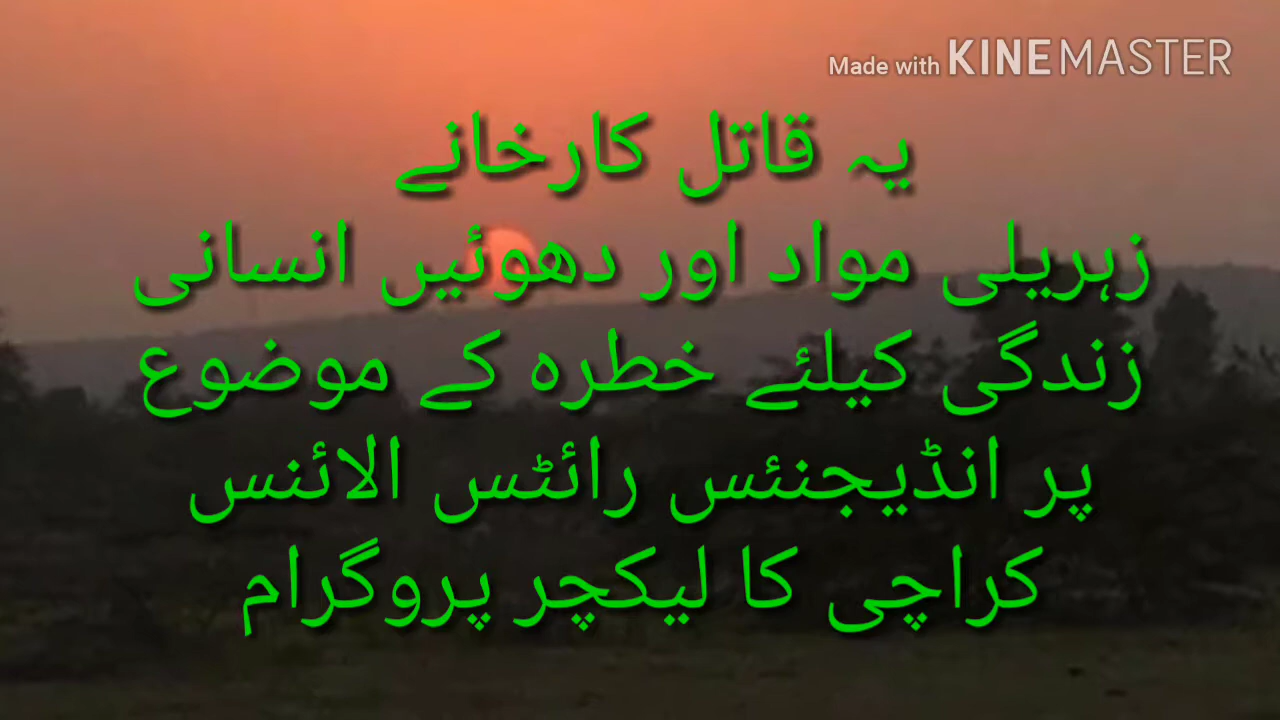 Made with KINEMASTER
یہ قاتل کارخانے
زہریلی مواد اور دھوئیں انسانی
زندگی کیلئے خطرہ کے موضوع
پر انڈیجنئس رائٹس الائنس
کراچی کا لیکچر پروگرام